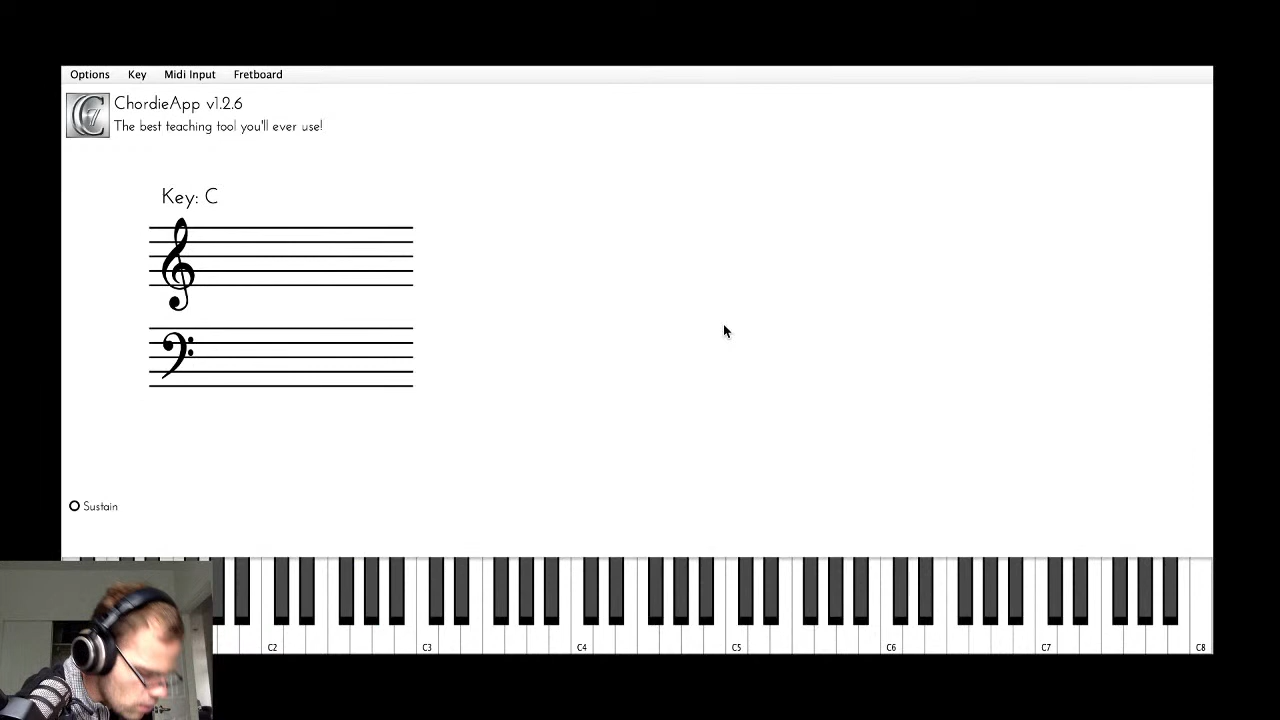 Options Key Midi Input Fretboard
ChordieApp v1.2.6
The best teaching tool you'll ever use!
Key: C
Sustain
C2 C3 C4 C5 C6 C7 C8